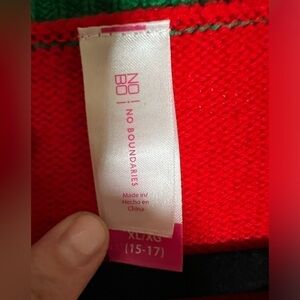 NO!
BO!
NO BOUNDARIES
Made in/
Hecho en
China
XL/XG
(15-17)